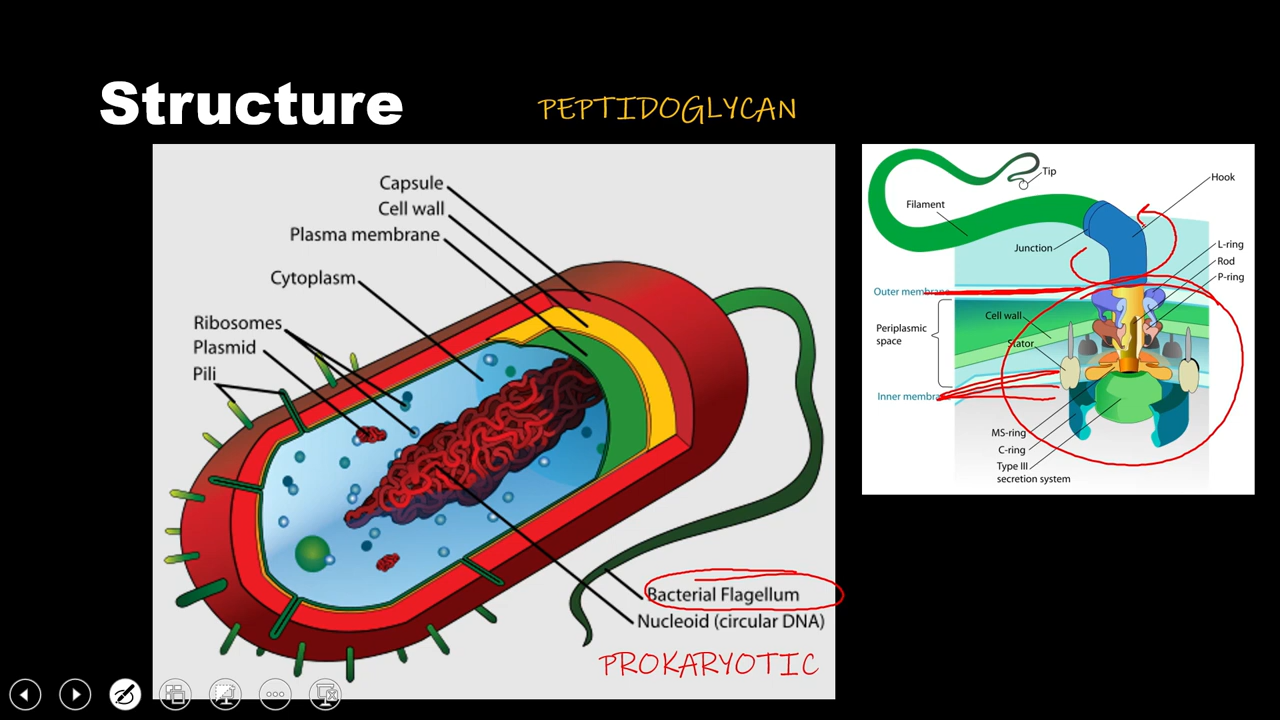 Structure
PEPTIDOGLYCAN
Capsule
Cell wall
Plasma membrane
Cytoplasm
Ribosomes
Plasmid
Pili
Bacterial Flagellum
Nucleoid (circular DNA)
PROKARYOTIC
Tip
Hook
Filament
Junction
L-ring
Rod
P-ring
Outer membrane
Cell wall
Periplasmic
space
Stator
Inner membrane
MS-ring
C-ring
Type III
secretion system